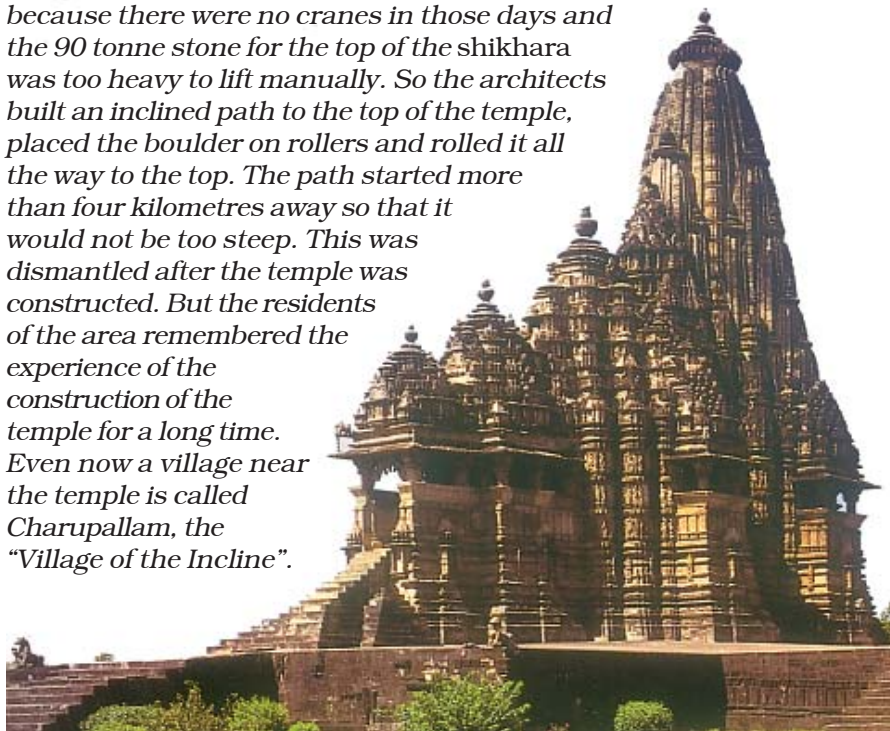 because there were no cranes in those days and
the 90 tonne stone for the top of the shikhara
was too heavy to lift manually. So the architects
built an inclined path to the top of the temple,
placed the boulder on rollers and rolled it all
the way to the top. The path started more
than four kilometres away so that it
would not be too steep. This was
dismantled after the temple was
constructed. But the residents
of the area remembered the
experience of the
construction of the
temple for a long time.
Even now a village near
the temple is called
Charupallam, the
“Village of the Incline”.